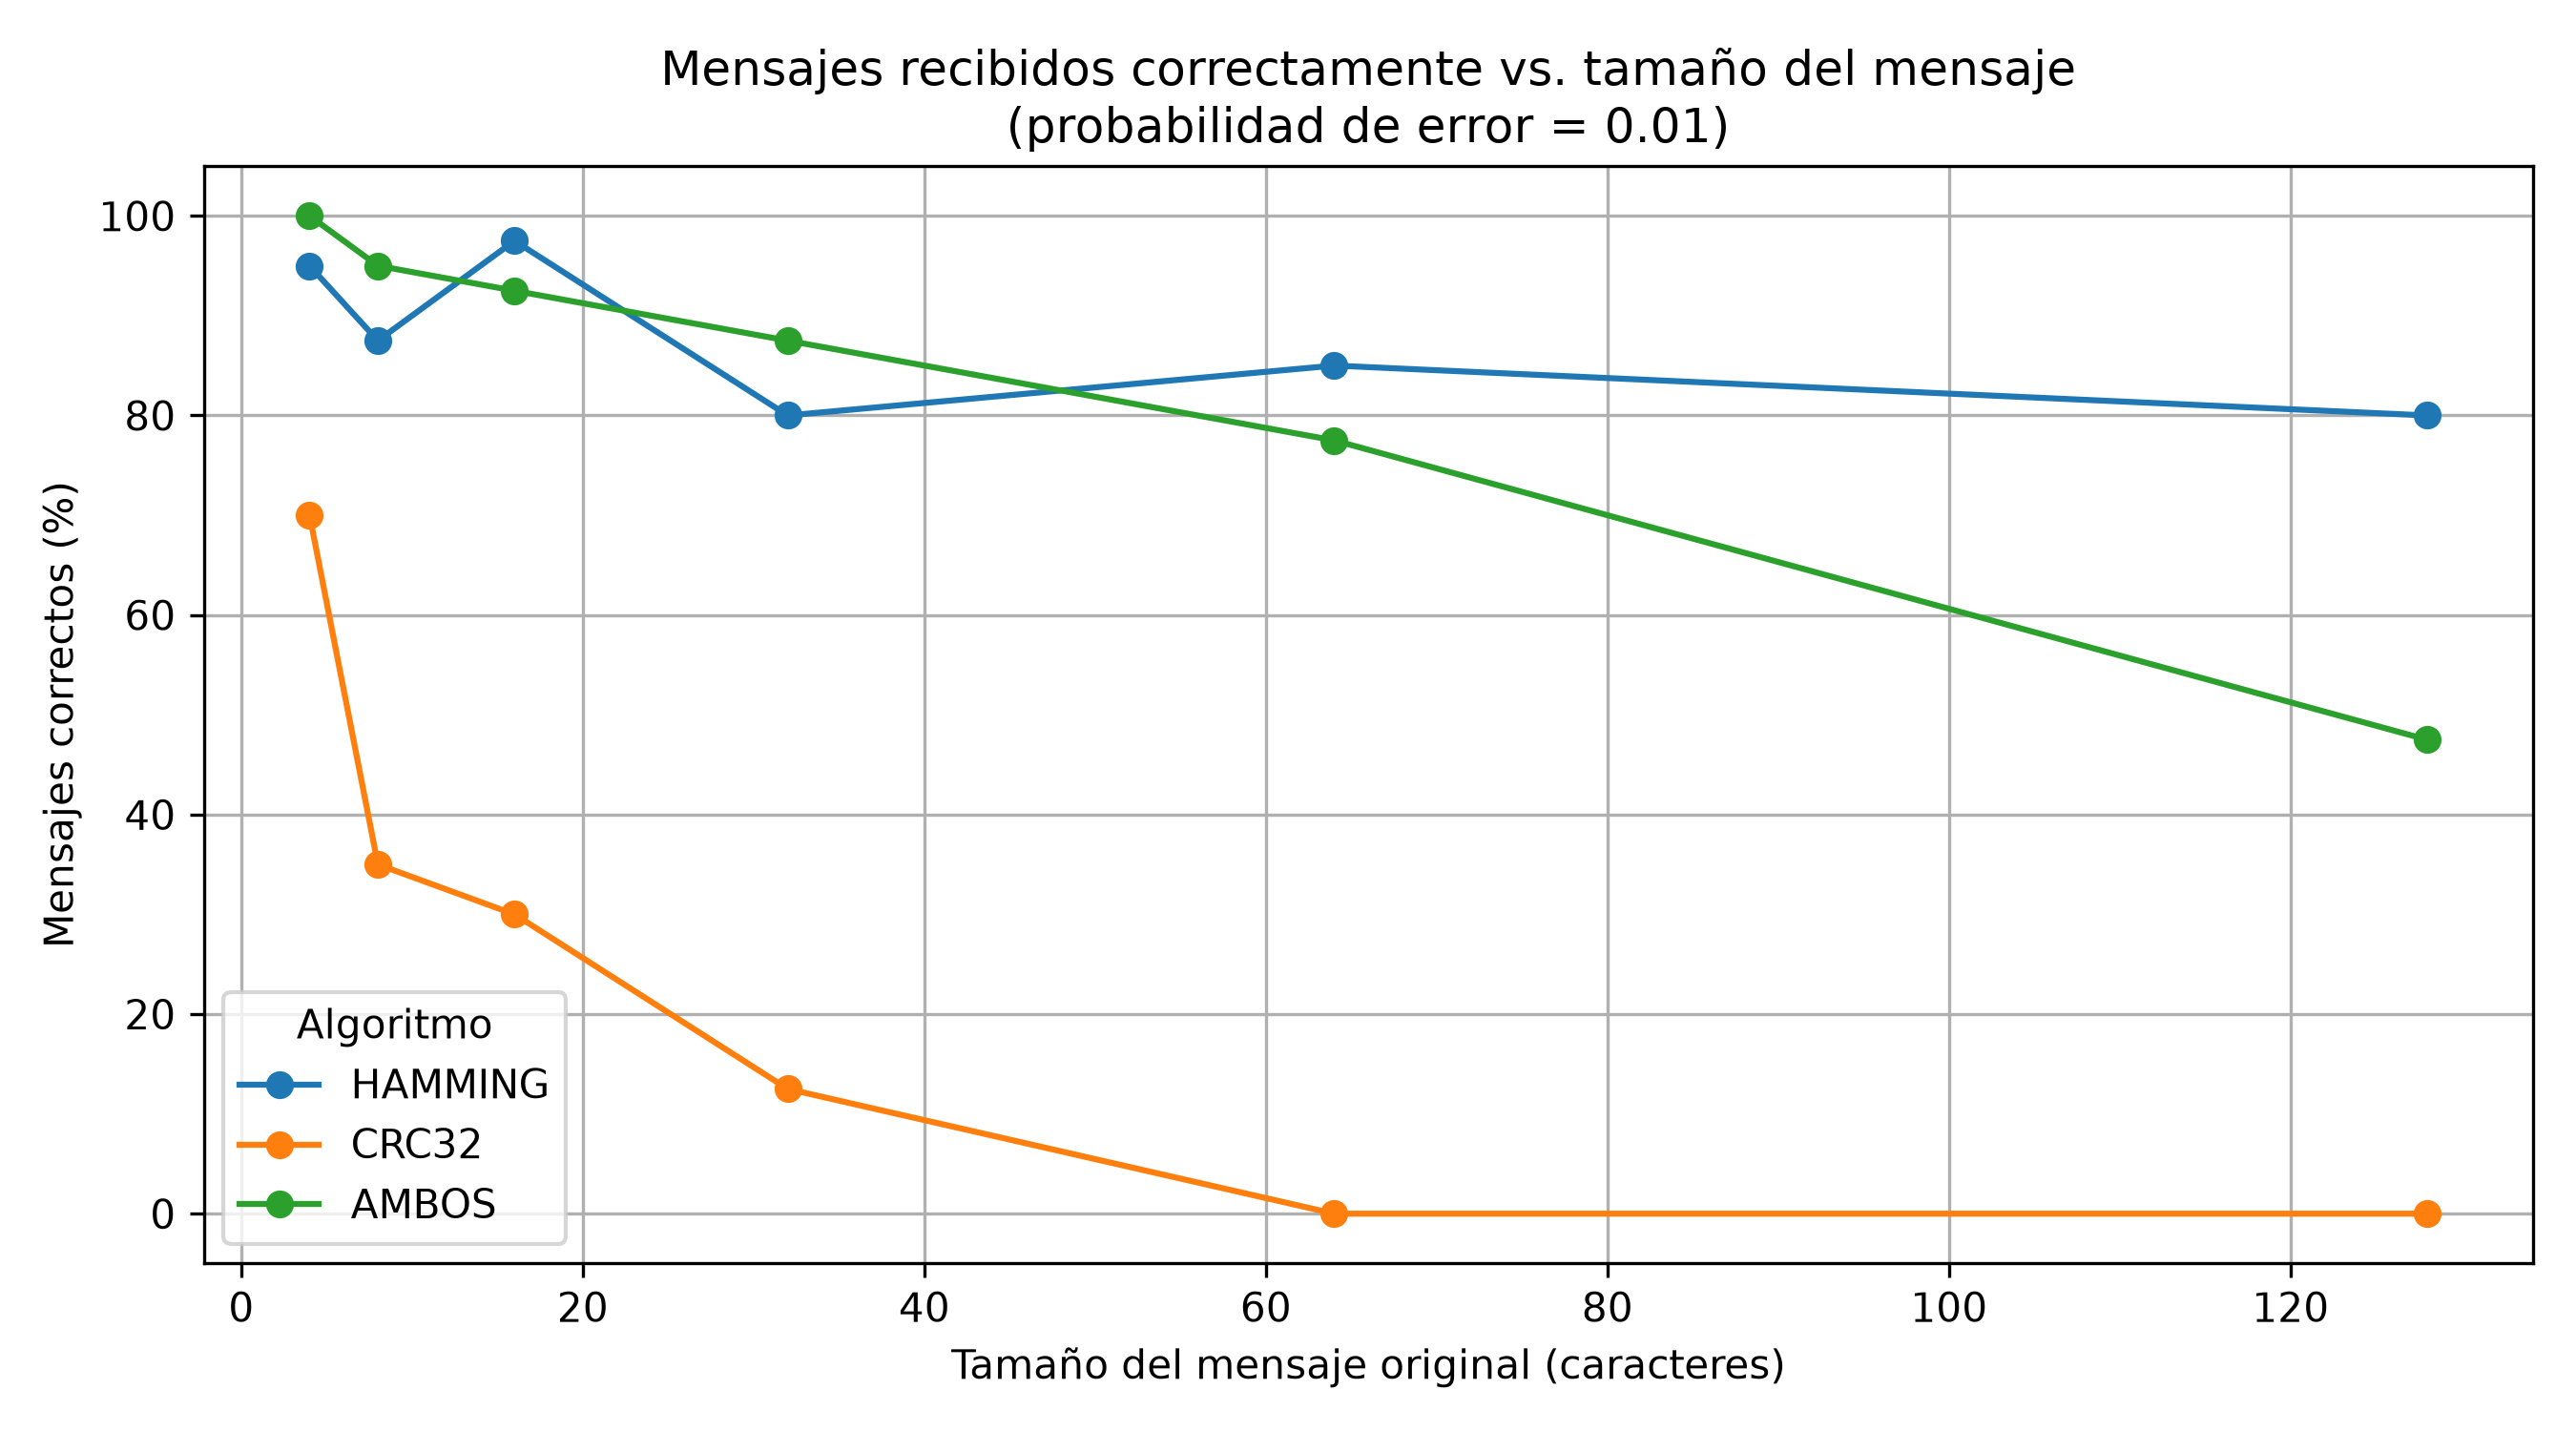 Mensajes recibidos correctamente vs. tamaño del mensaje
(probabilidad de error = 0.01)
Mensajes correctos (%)
100
80
60
40
20
0
Algoritmo
HAMMING
CRC32
AMBOS
0 20 40 60 80 100 120
Tamaño del mensaje original (caracteres)